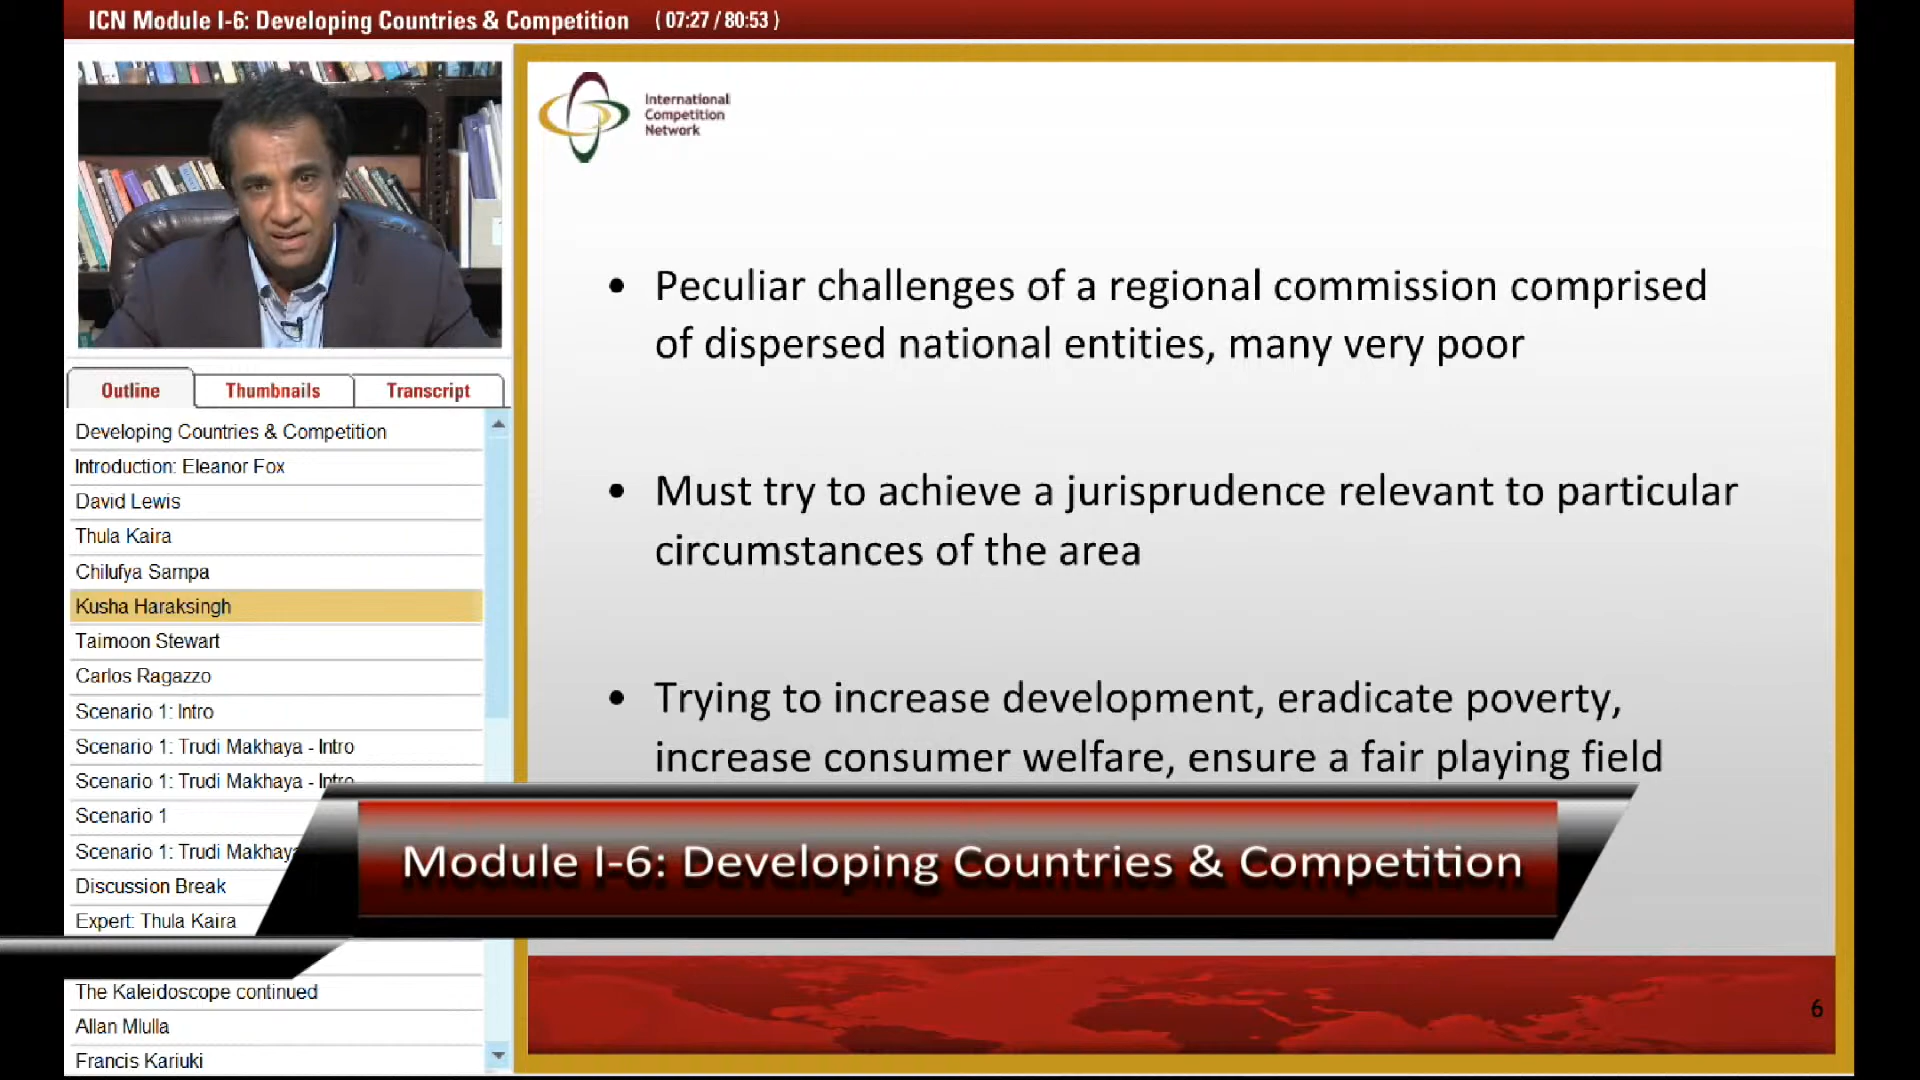 ICN Module I-6: Developing Countries & Competition ( 07:27 / 80:53 )
International
Competition
Network
• Peculiar challenges of a regional commission comprised
of dispersed national entities, many very poor
• Must try to achieve a jurisprudence relevant to particular
circumstances of the area
• Trying to increase development, eradicate poverty,
increase consumer welfare, ensure a fair playing field
Outline Thumbnails Transcript
Developing Countries & Competition
Introduction: Eleanor Fox
David Lewis
Thula Kaira
Chilufya Sampa
Kusha Haraksingh
Taimoon Stewart
Carlos Ragazzo
Scenario 1: Intro
Scenario 1: Trudi Makhaya - Intro
Scenario 1: Trudi Makhaya - Intro
Scenario 1
Scenario 1: Trudi Makhay
Discussion Break
Expert: Thula Kaira
The Kaleidoscope continued
Allan Mlulla
Francis Kariuki
Module I-6: Developing Countries & Competition
6